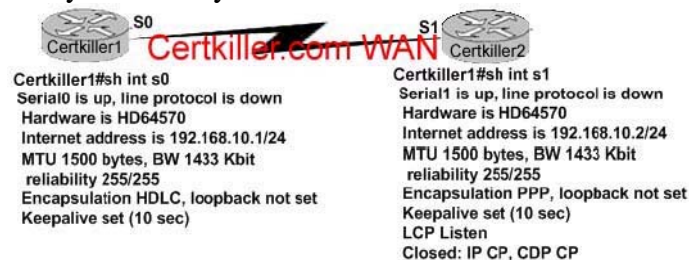 S0
S1
Certkiller1
Certkiller.com WAN
Certkiller2
Certkiller1#sh int s0
Serial0 is up, line protocol is down
Hardware is HD64570
Internet address is 192.168.10.1/24
MTU 1500 bytes, BW 1433 Kbit
reliability 255/255
Encapsulation HDLC, loopback not set
Keepalive set (10 sec)
Certkiller1#sh int s1
Serial1 is up, line protocol is down
Hardware is HD64570
Internet address is 192.168.10.2/24
MTU 1500 bytes, BW 1433 Kbit
reliability 255/255
Encapsulation PPP, loopback not set
Keepalive set (10 sec)
LCP Listen
Closed: IP CP, CDP CP